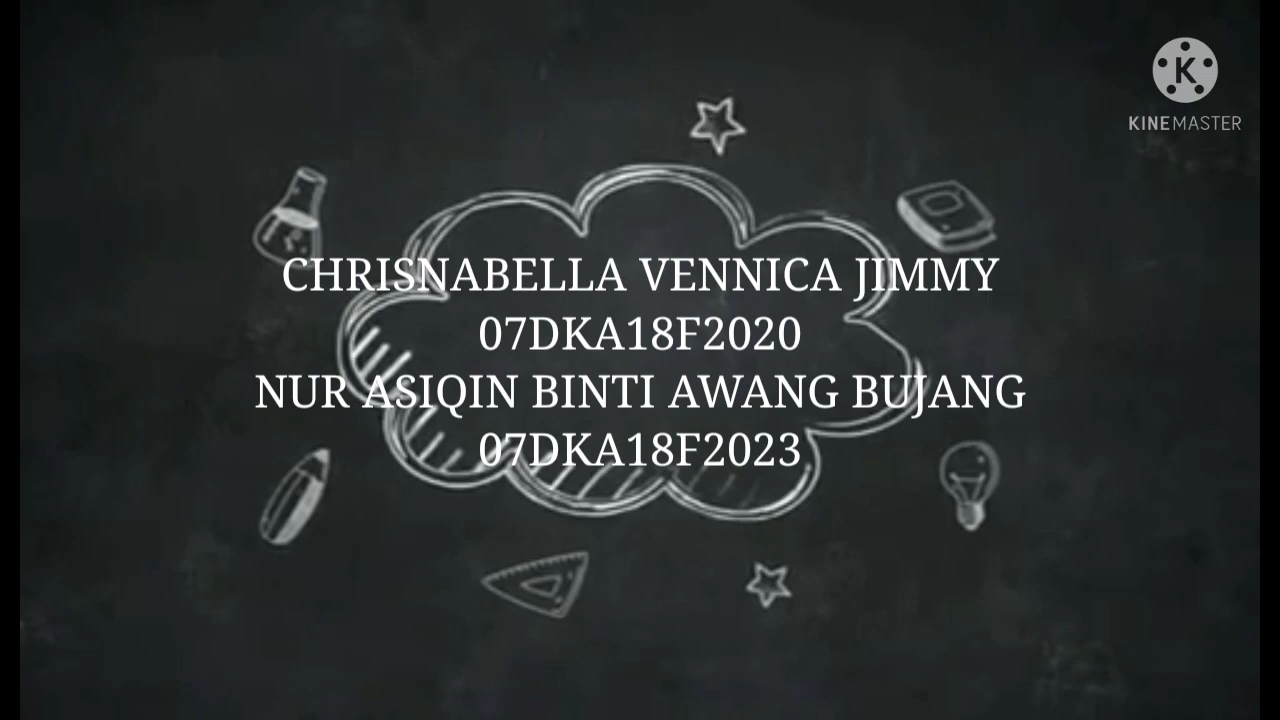 KINEMASTER
CHRISNABELLA VENNICA JIMMY
07DKA18F2020
NUR ASIQIN BINTI AWANG BUJANG
07DKA18F2023